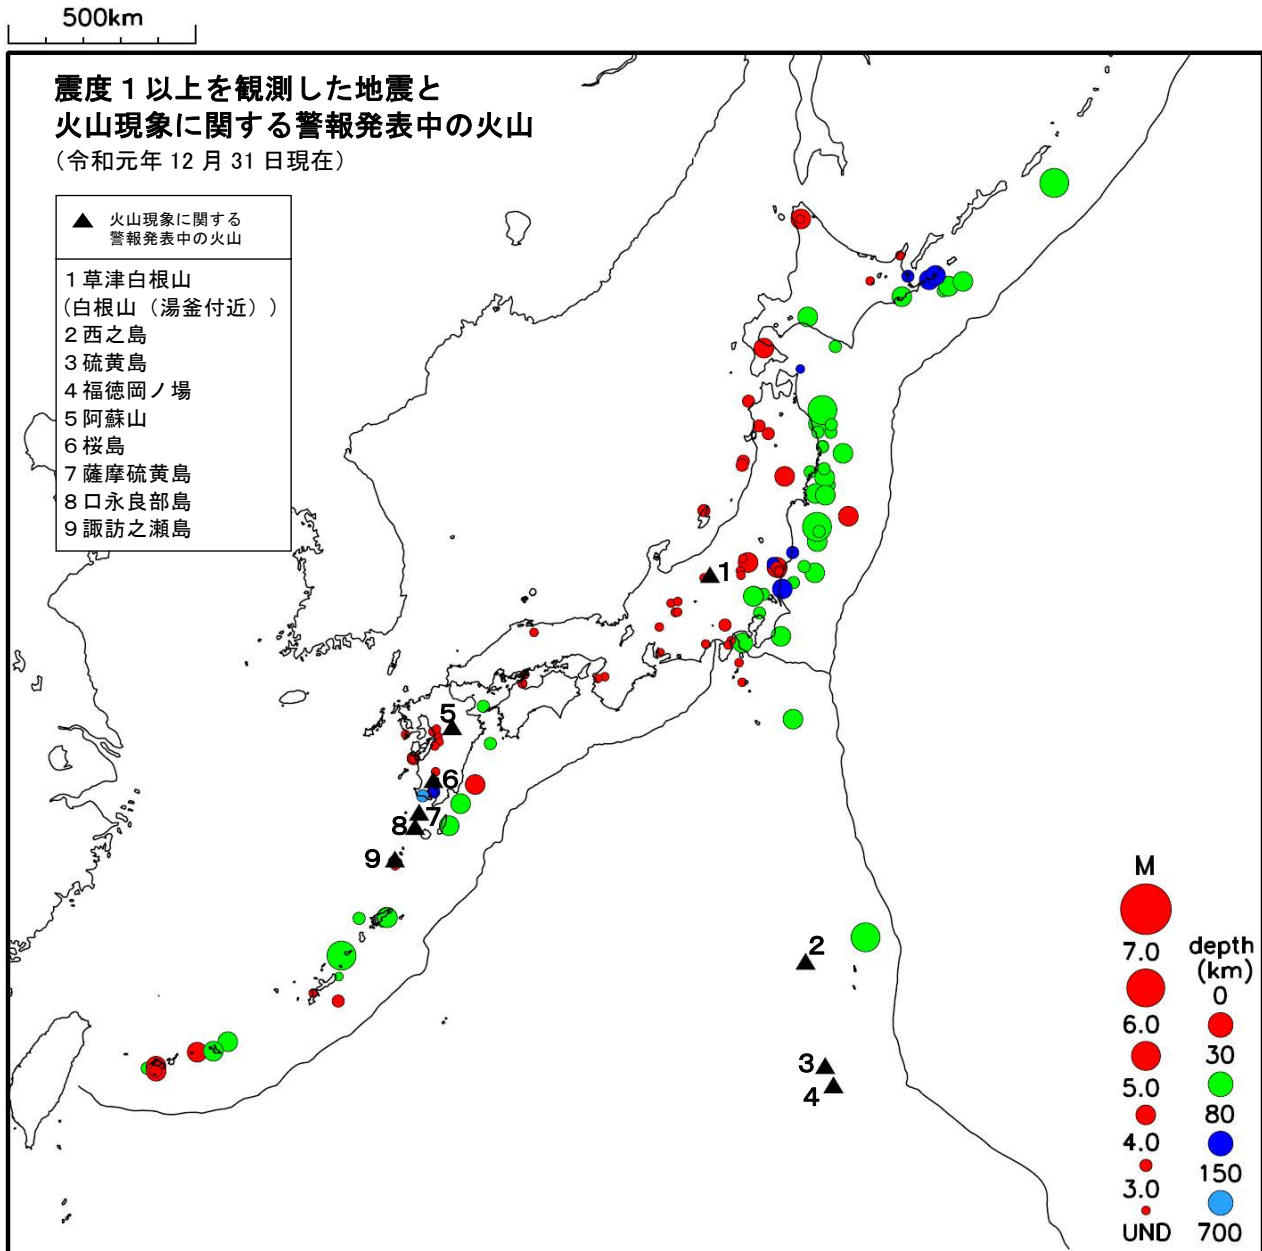 500km
震度１以上を観測した地震と
火山現象に関する警報発表中の火山
（令和元年 12 月 31 日現在）
▲ 火山現象に関する
警報発表中の火山
１草津白根山
(白根山（湯釜付近））
２西之島
３硫黄島
４福徳岡ノ場
５阿蘇山
６桜島
７薩摩硫黄島
８口永良部島
９諏訪之瀬島
1
5
6
7
8
9
2
3
4
M
7.0
6.0
5.0
4.0
3.0
UND
depth
(km)
0
30
80
150
700